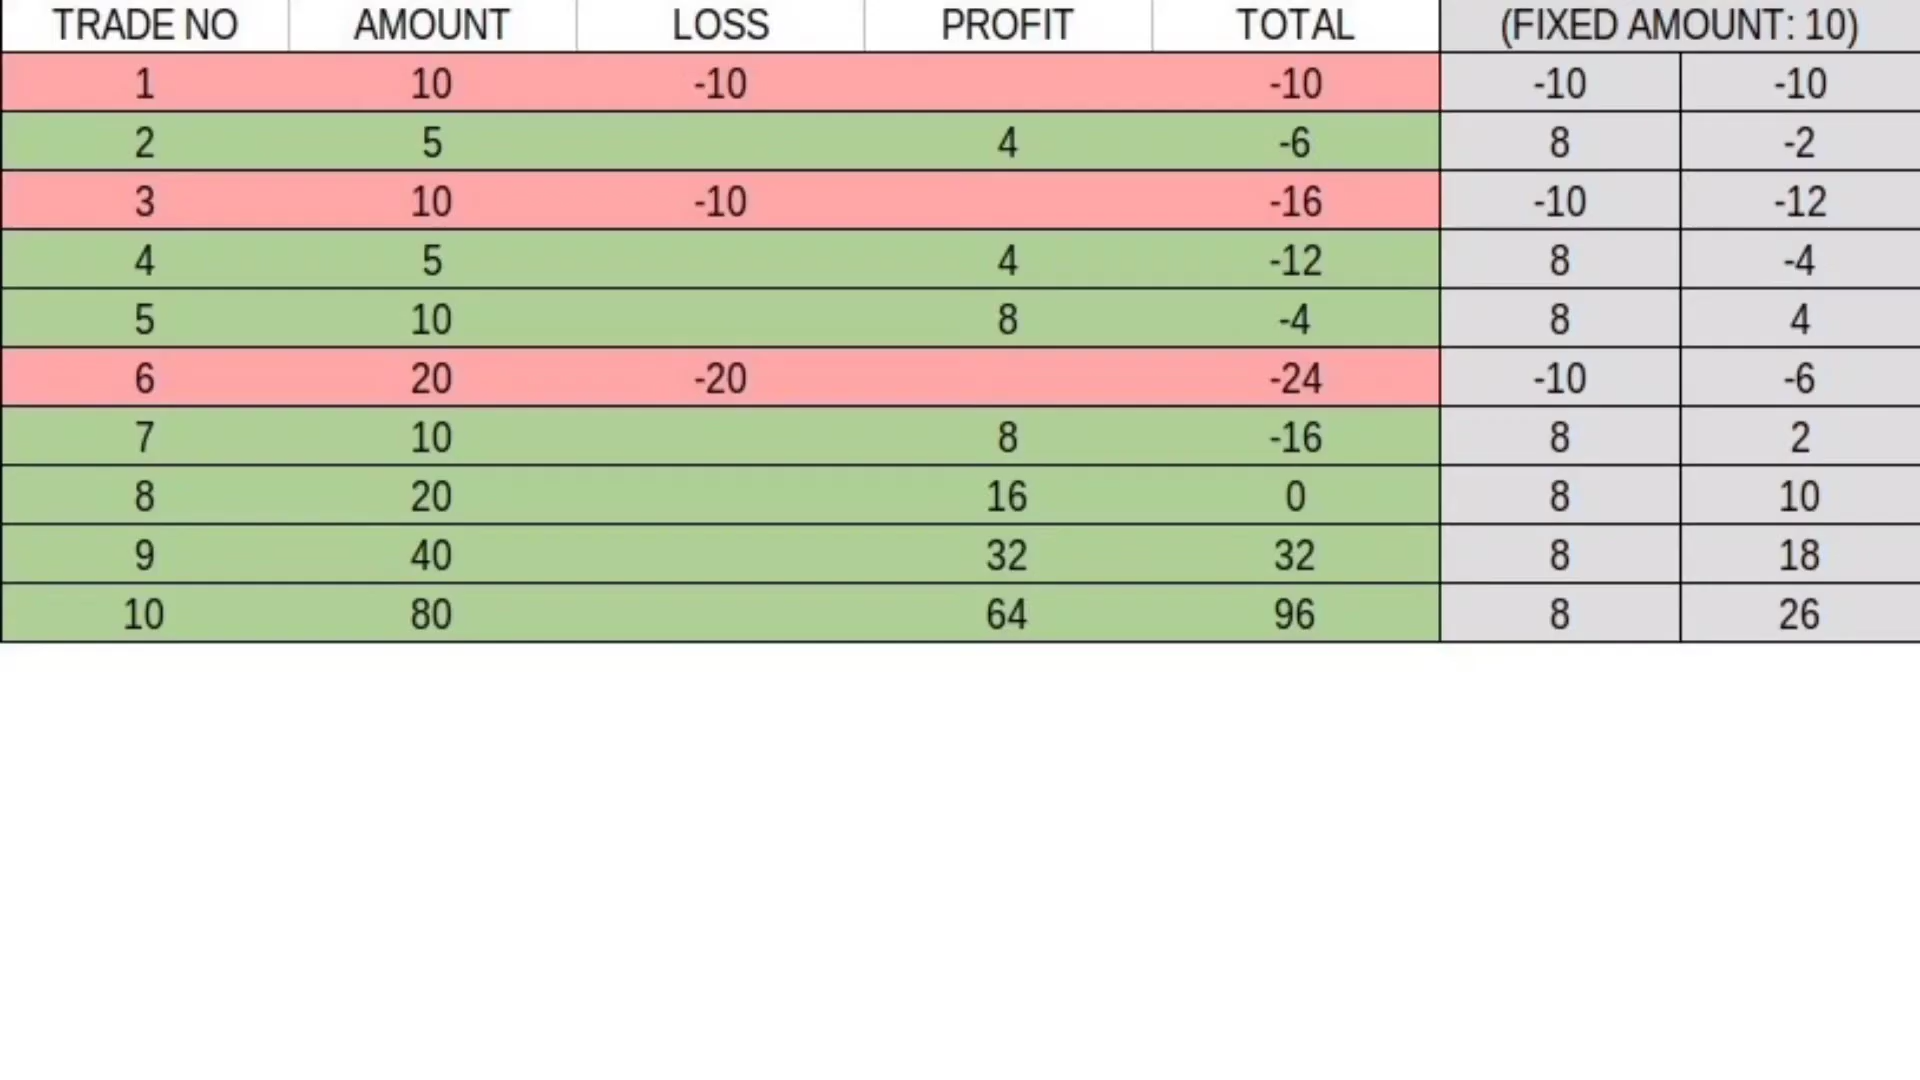 TRADE NO AMOUNT LOSS PROFIT TOTAL (FIXED AMOUNT: 10)
1 10 -10 -10 -10 -10
2 5 4 -6 8 -2
3 10 -10 -16 -10 -12
4 5 4 -12 8 -4
5 10 8 -4 8 4
6 20 -20 -24 -10 -6
7 10 8 -16 8 2
8 20 16 0 8 10
9 40 32 32 8 18
10 80 64 96 8 26